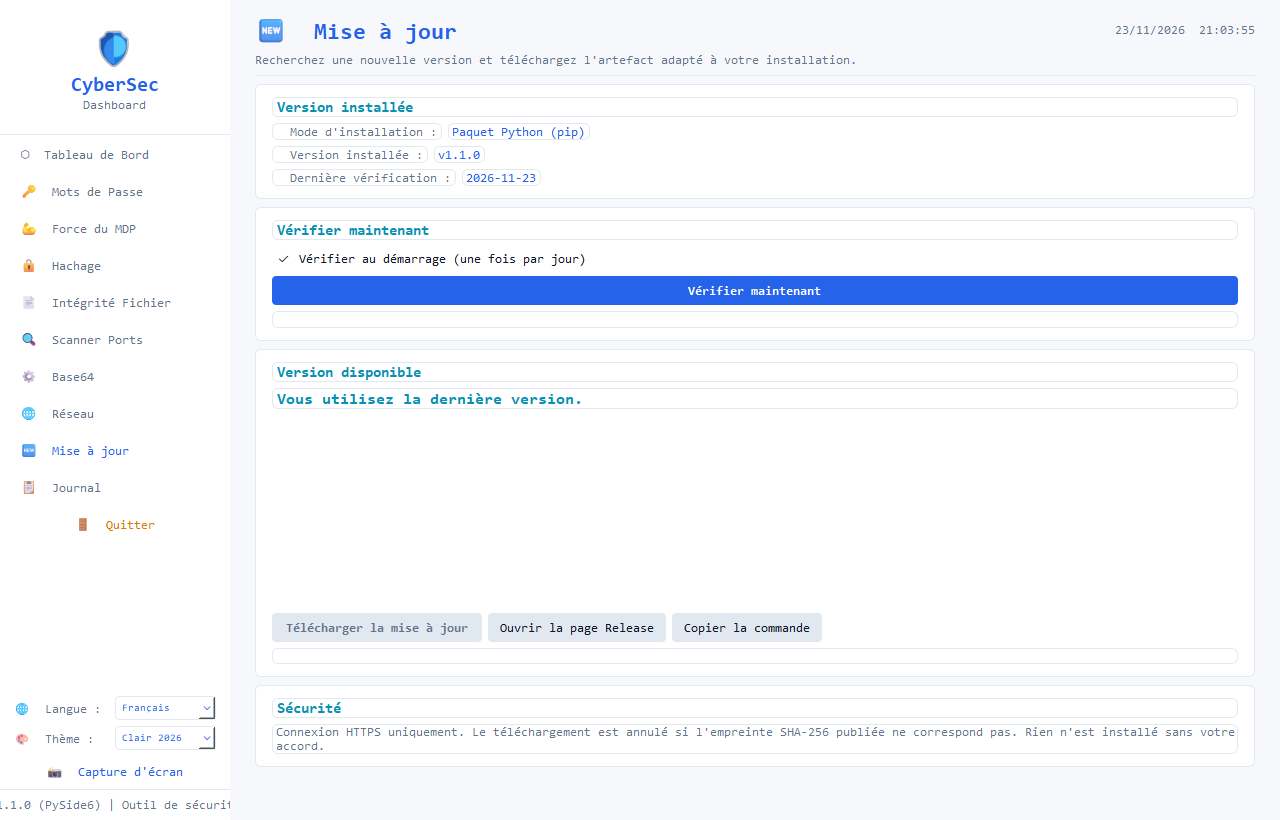 CyberSec
Dashboard
Tableau de Bord
Mots de Passe
Force du MDP
Hachage
Intégrité Fichier
Scanner Ports
Base64
Réseau
NEW Mise à jour
Journal
Quitter
Langue : Français
Thème : Clair 2026
Capture d'écran
.1.0 (PySide6) | Outil de sécurit
NEW Mise à jour
23/11/2026 21:03:55
Recherchez une nouvelle version et téléchargez l'artefact adapté à votre installation.
Version installée
Mode d'installation : Paquet Python (pip)
Version installée : v1.1.0
Dernière vérification : 2026-11-23
Vérifier maintenant
Vérifier au démarrage (une fois par jour)
Vérifier maintenant
Version disponible
Vous utilisez la dernière version.
Télécharger la mise à jour Ouvrir la page Release Copier la commande
Sécurité
Connexion HTTPS uniquement. Le téléchargement est annulé si l'empreinte SHA-256 publiée ne correspond pas. Rien n'est installé sans votre
accord.